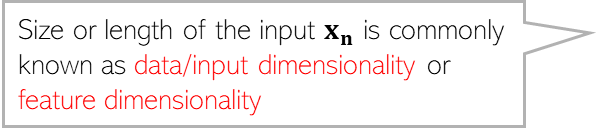 Size or length of the input 𝐱ₙ is commonly
known as data/input dimensionality or
feature dimensionality